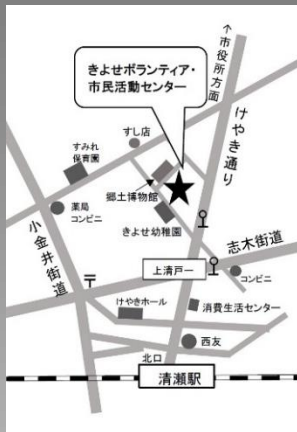 ↑市役所方面
きよせボランティア・
市民活動センター
けやき通り
すし店
すみれ
保育園
郷土博物館
薬局
コンビニ
きよせ幼稚園
小金井街道
志木街道
上清戸一
コンビニ
〒
けやきホール
消費生活センター
西友
北口
清瀬駅